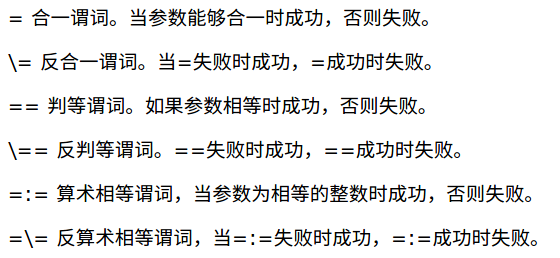 = 合一谓词。当参数能够合一时成功，否则失败。
\= 反合一谓词。当=失败时成功，=成功时失败。
== 判等谓词。如果参数相等时成功，否则失败。
\== 反判等谓词。==失败时成功，==成功时失败。
=:= 算术相等谓词，当参数为相等的整数时成功，否则失败。
=\= 反算术相等谓词，当=:=失败时成功，=:=成功时失败。